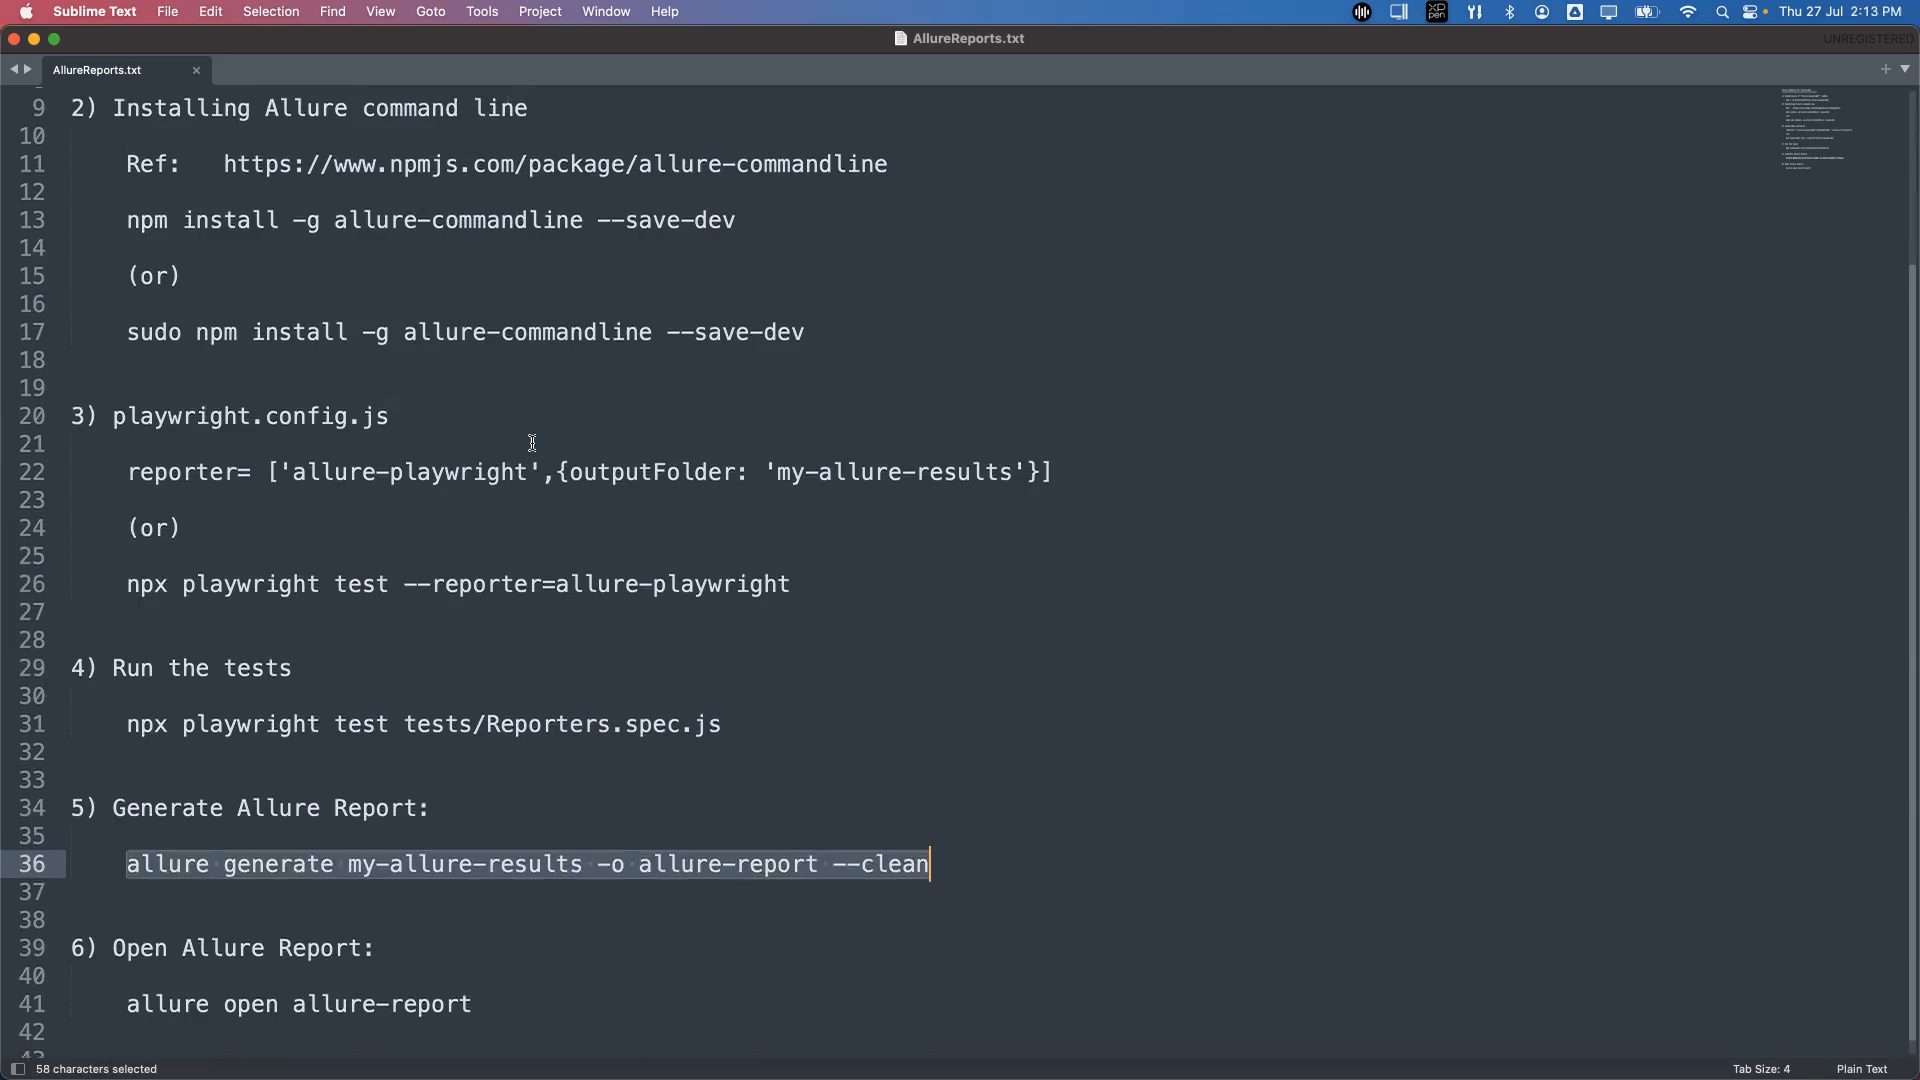 Sublime Text File Edit Selection Find View Goto Tools Project Window Help Thu 27 Jul 2:13 PM
AllureReports.txt UNREGISTERED
AllureReports.txt
9 2) Installing Allure command line
10
11 Ref: https://www.npmjs.com/package/allure-commandline
12
13 npm install -g allure-commandline --save-dev
14
15 (or)
16
17 sudo npm install -g allure-commandline --save-dev
18
19
20 3) playwright.config.js
21
22 reporter= ['allure-playwright',{outputFolder: 'my-allure-results'}]
23
24 (or)
25
26 npx playwright test --reporter=allure-playwright
27
28
29 4) Run the tests
30
31 npx playwright test tests/Reporters.spec.js
32
33
34 5) Generate Allure Report:
35
36 allure generate my-allure-results -o allure-report --clean
37
38
39 6) Open Allure Report:
40
41 allure open allure-report
42
43
58 characters selected Tab Size: 4 Plain Text